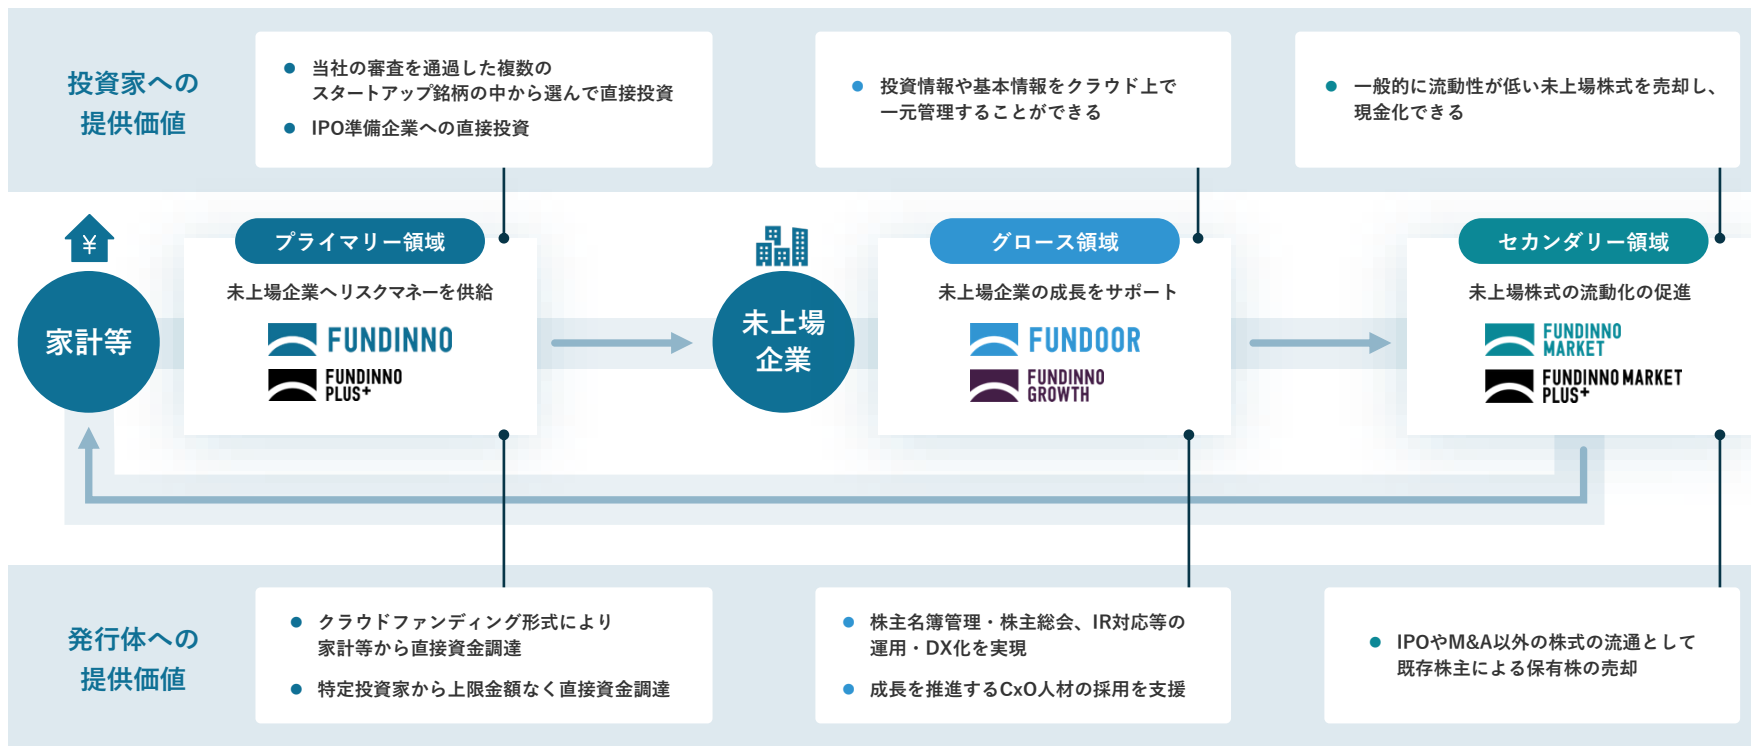 投資家への
提供価値
当社の審査を通過した複数の
スタートアップ銘柄の中から選んで直接投資
IPO準備企業への直接投資
投資情報や基本情報をクラウド上で
一元管理することができる
一般的に流動性が低い未上場株式を売却し、
現金化できる
¥
家計等
プライマリー領域
未上場企業へリスクマネーを供給
FUNDINNO
FUNDINNO
PLUS+
未上場
企業
グロース領域
未上場企業の成長をサポート
FUNDOOR
FUNDINNO
GROWTH
セカンダリー領域
未上場株式の流動化の促進
FUNDINNO
MARKET
FUNDINNO MARKET
PLUS+
発行体への
提供価値
クラウドファンディング形式により
家計等から直接資金調達
特定投資家から上限金額なく直接資金調達
株主名簿管理・株主総会、IR対応等の
運用・DX化を実現
成長を推進するCxO人材の採用を支援
IPOやM&A以外の株式の流通として
既存株主による保有株の売却